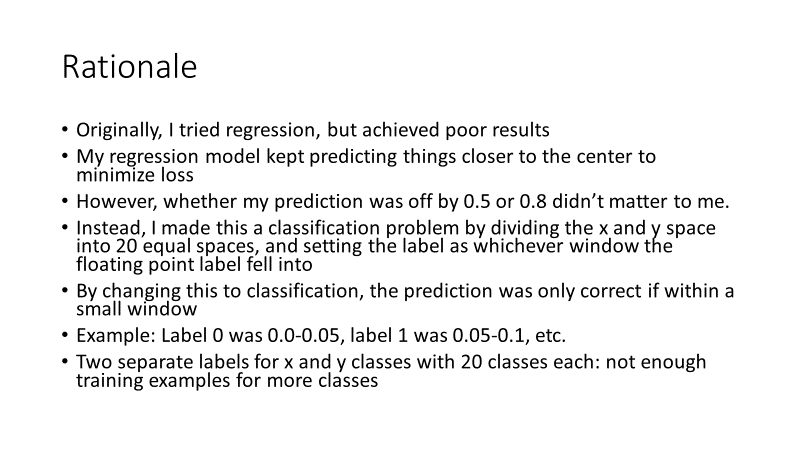 Rationale
• Originally, I tried regression, but achieved poor results
• My regression model kept predicting things closer to the center to
minimize loss
• However, whether my prediction was off by 0.5 or 0.8 didn’t matter to me.
• Instead, I made this a classification problem by dividing the x and y space
into 20 equal spaces, and setting the label as whichever window the
floating point label fell into
• By changing this to classification, the prediction was only correct if within a
small window
• Example: Label 0 was 0.0-0.05, label 1 was 0.05-0.1, etc.
• Two separate labels for x and y classes with 20 classes each: not enough
training examples for more classes